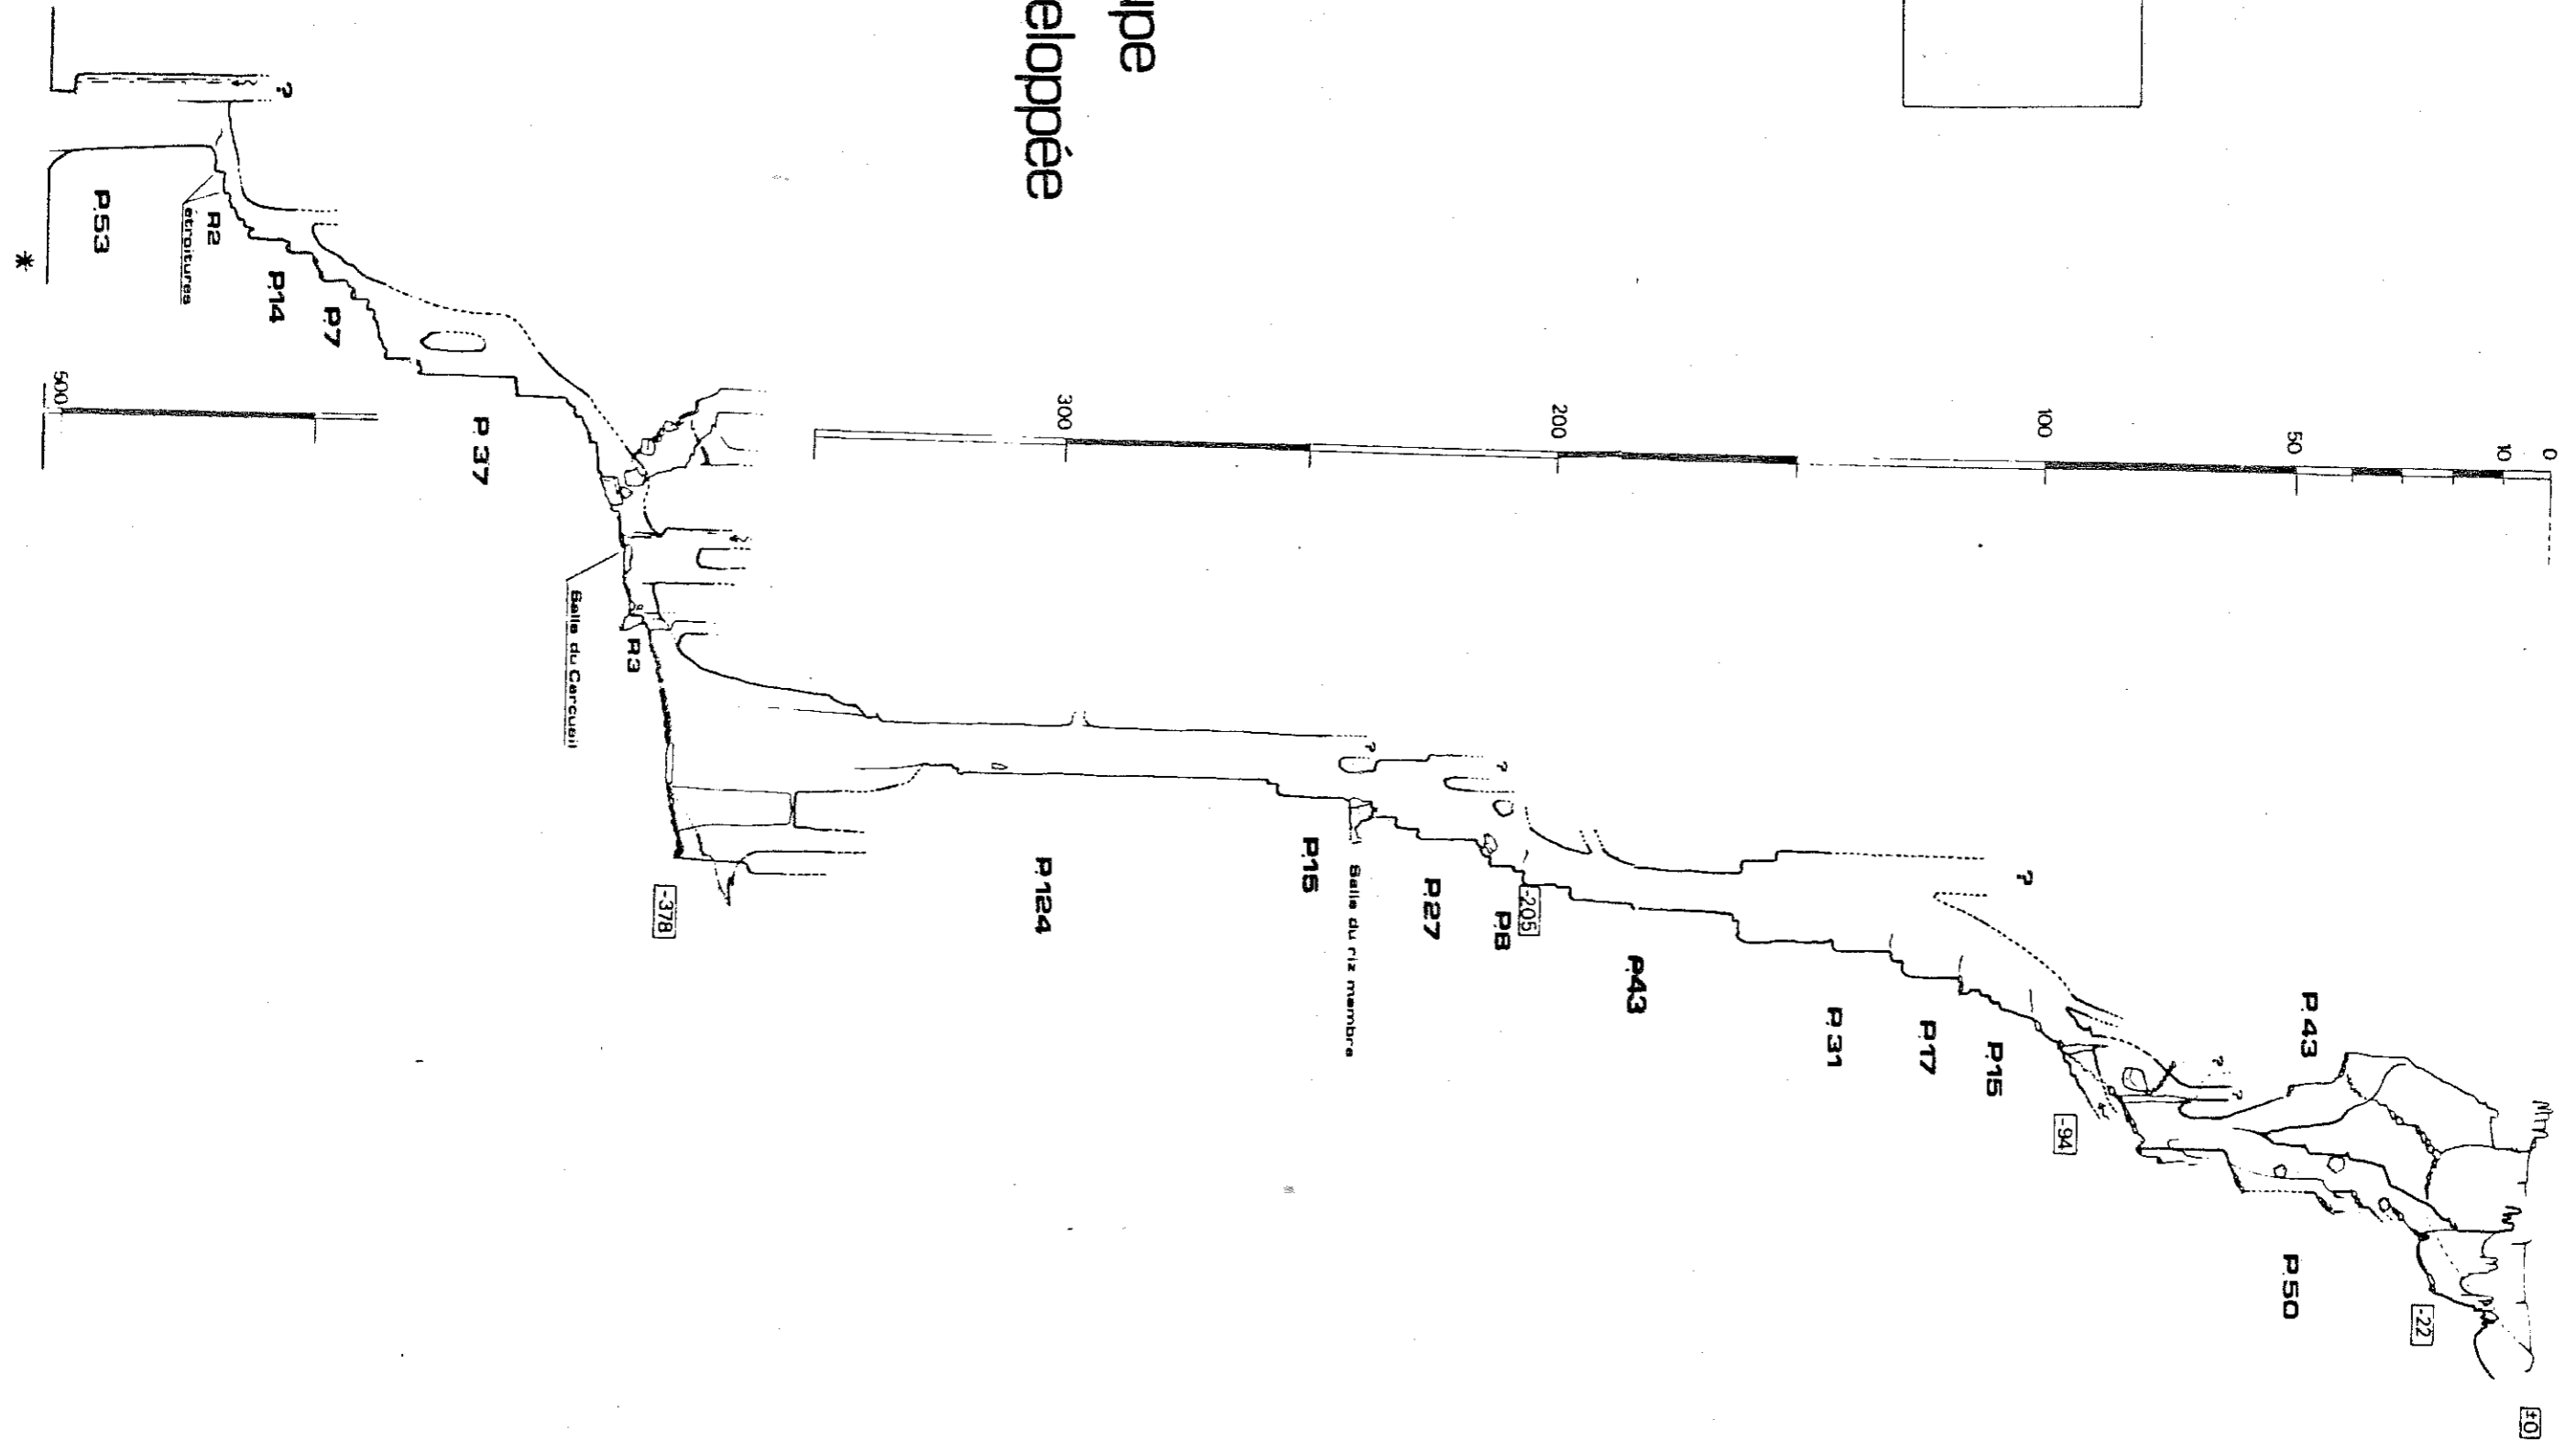 ±0
0
10
50
-22
P.43
P.50
?
?
100
-94
?
P.15
P.17
P.31
P.43
200
-205
?
P.8
P.27
?
Salle du riz membre
P.16
upe
300
P.124
eloppée
-378
R3
Salle du Cercueil
P 37
P.7
?
P.14
R2
étroitures
P.53
500
*